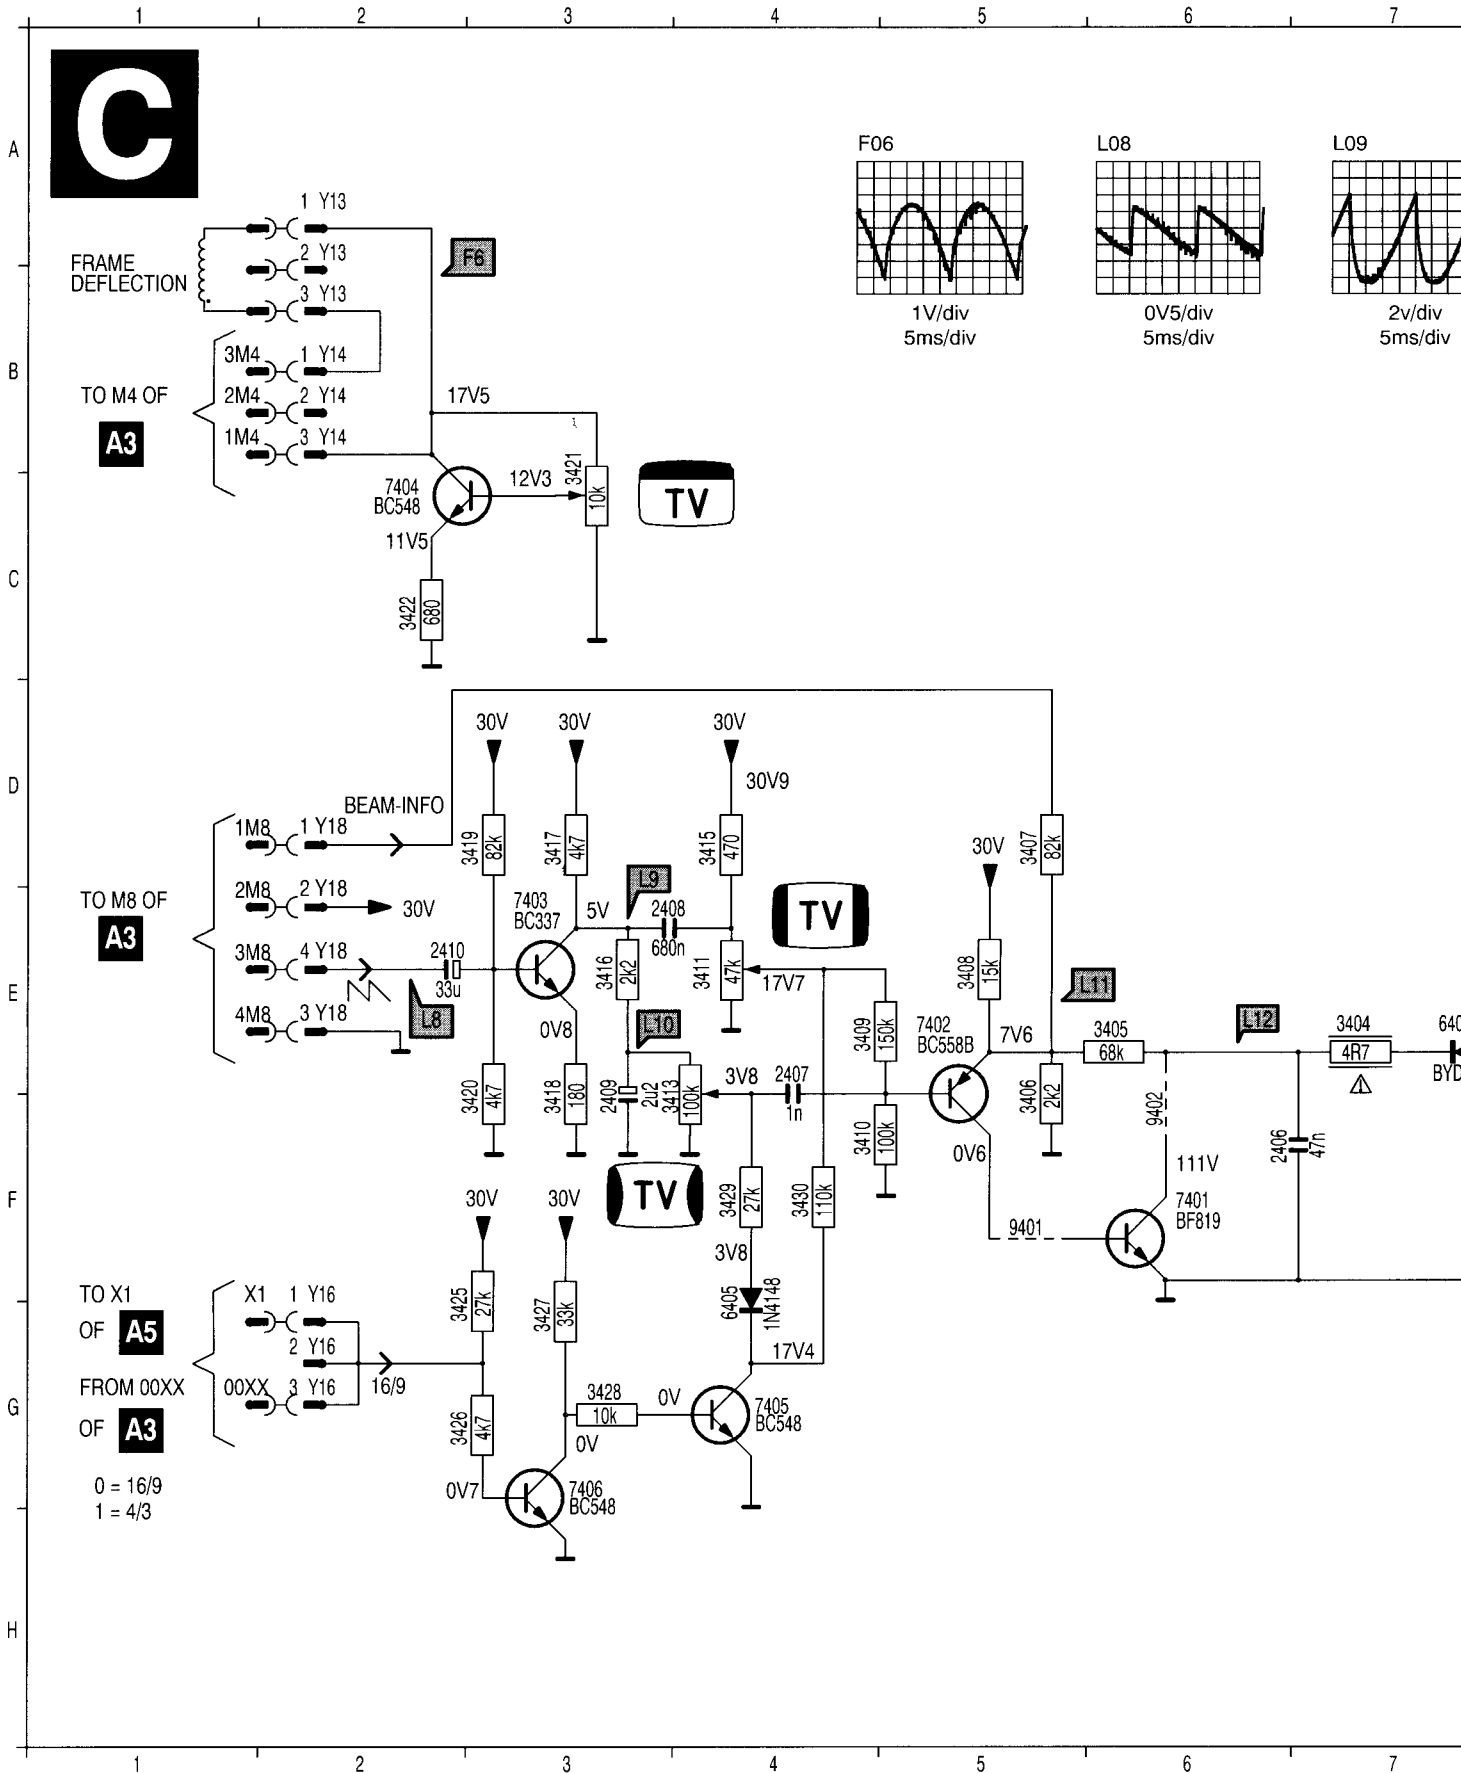 1 2 3 4 5 6 7
A
B
C
D
E
F
G
H
C
F06
1V/div
5ms/div
L08
0V5/div
5ms/div
L09
2v/div
5ms/div
FRAME
DEFLECTION
1 Y13
2 Y13
3 Y13
F6
TO M4 OF
A3
3M4 1 Y14
2M4 2 Y14
1M4 3 Y14
17V5
7404
BC548
12V3
3421
10k
TV
11V5
3422
680
30V
30V
30V
30V9
BEAM-INFO
TO M8 OF
A3
1M8 1 Y18
2M8 2 Y18
30V
3M8 4 Y18
4M8 3 Y18
2410
33u
L8
3419
82k
3417
4k7
3415
470
3407
82k
30V
7403
BC337
5V
L9
2408
680n
TV
3416
2k2
3411
47k
17V7
3408
15k
L11
0V8
L10
3409
150k
7402
BC558B
7V6
3405
68k
L12
3404
4R7
640
BYD
3420
4k7
3418
180
2409
2u2
3413
100k
3V8
2407
1n
3410
100k
3406
2k2
9402
2406
47n
0V6
111V
7401
BF819
9401
TV
3429
27k
3430
110k
3V8
30V
30V
TO X1
OF A5
FROM 00XX
OF A3
0 = 16/9
1 = 4/3
X1 1 Y16
2 Y16
00XX 3 Y16
16/9
3425
27k
3427
33k
6405
1N4148
17V4
3426
4k7
3428
10k
0V
7405
BC548
0V
0V7
7406
BC548
1 2 3 4 5 6 7